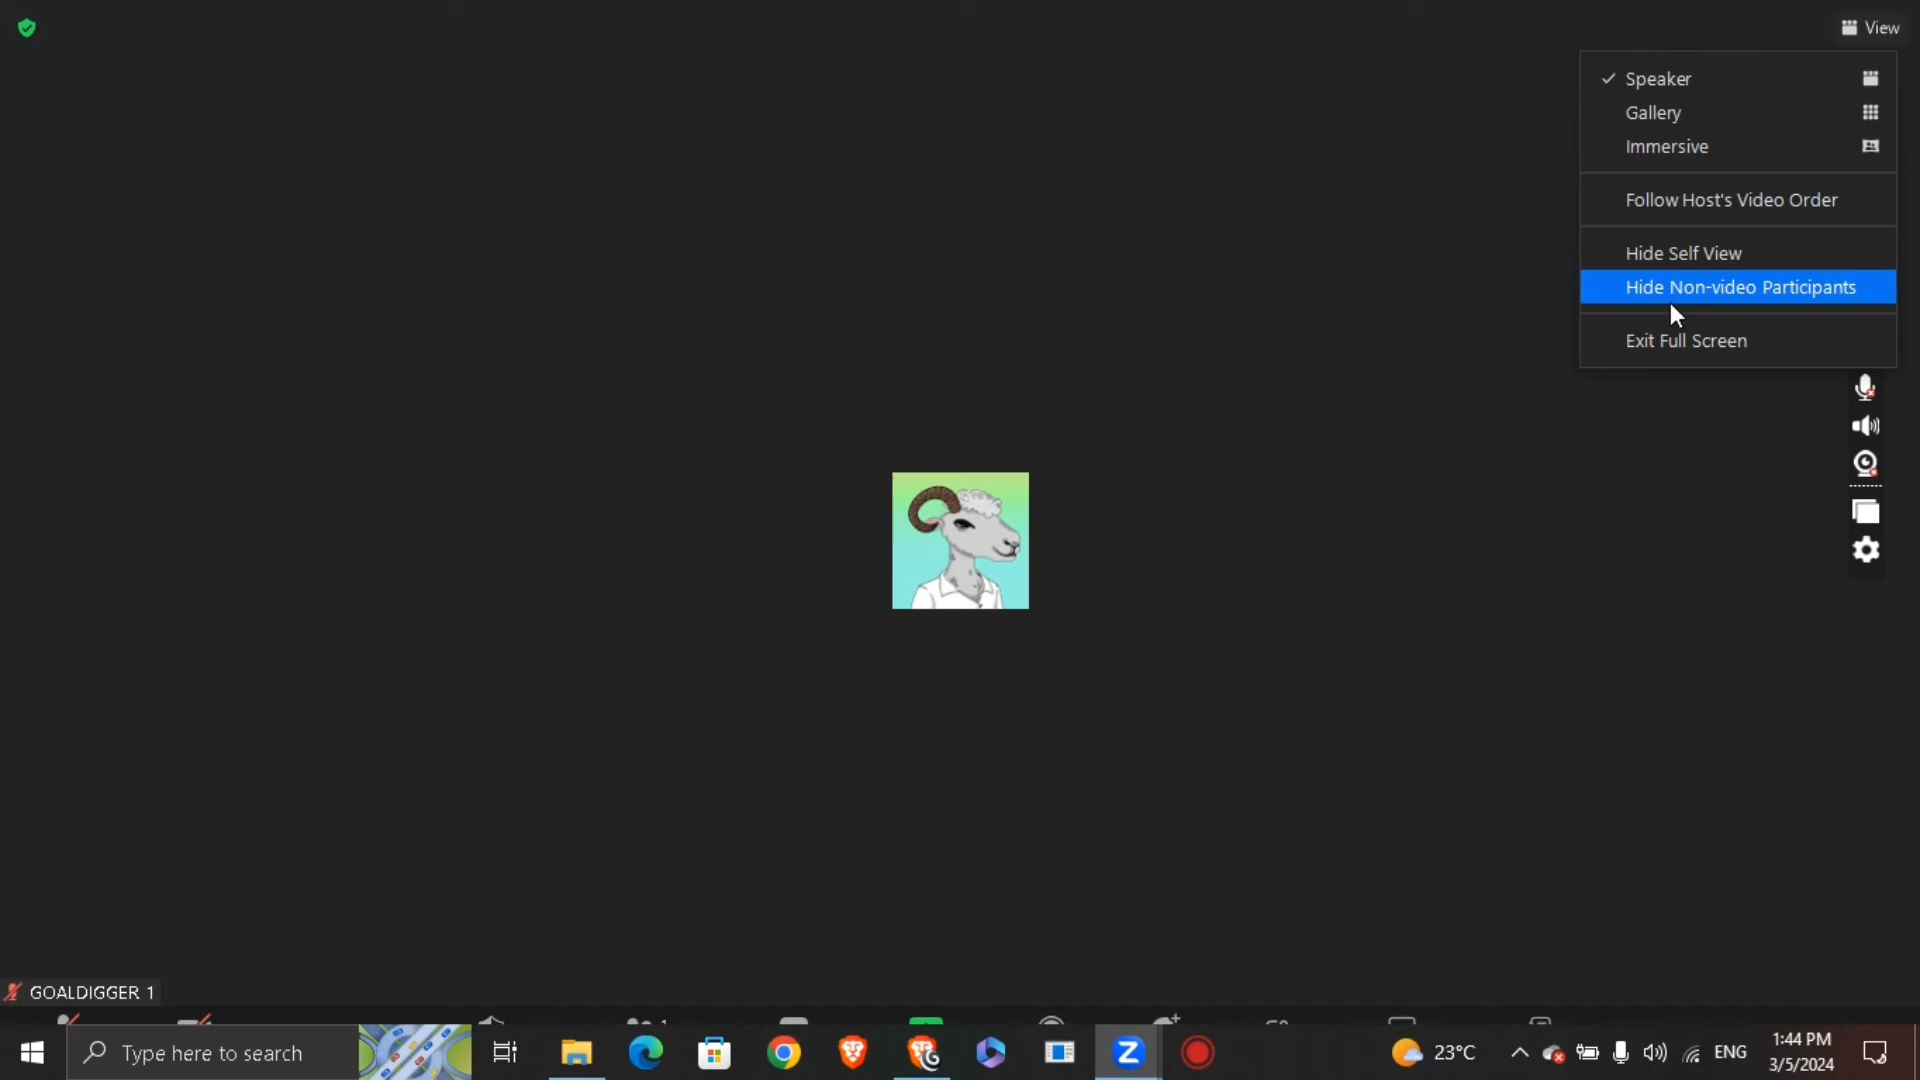 View
Speaker
Gallery
Immersive
Follow Host's Video Order
Hide Self View
Hide Non-video Participants
Exit Full Screen
GOALDIGGER 1
Type here to search
23°C
ENG
1:44 PM
3/5/2024